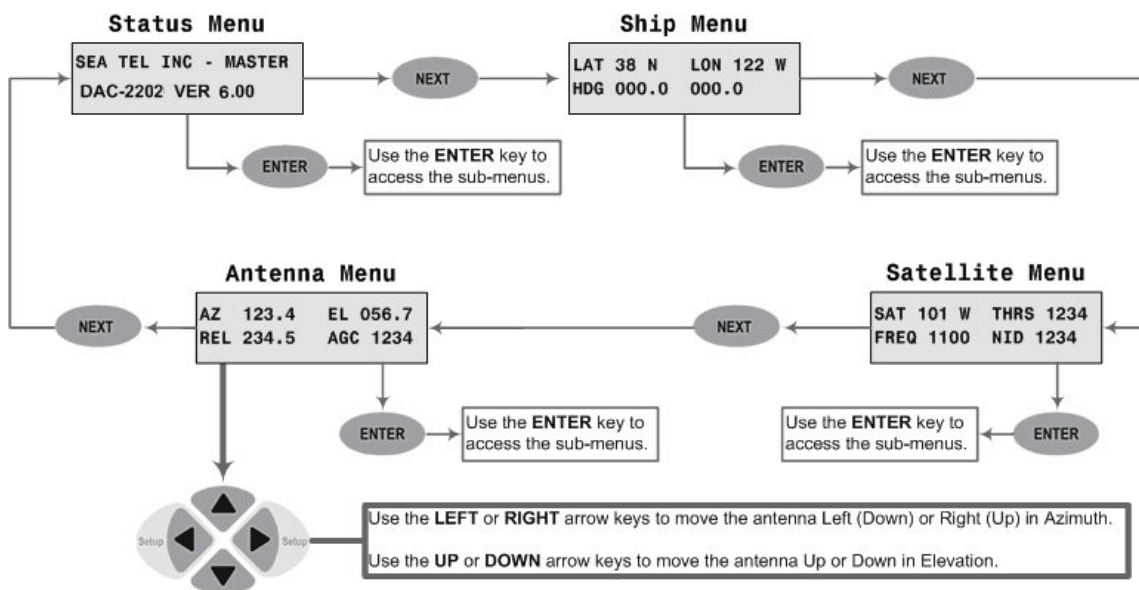 Status Menu
SEA TEL INC - MASTER
DAC-2202 VER 6.00
NEXT
ENTER
Use the ENTER key to
access the sub-menus.
Ship Menu
LAT 38 N LON 122 W
HDG 000.0 000.0
NEXT
ENTER
Use the ENTER key to
access the sub-menus.
Antenna Menu
AZ 123.4 EL 056.7
REL 234.5 AGC 1234
NEXT
ENTER
Use the ENTER key to
access the sub-menus.
NEXT
Satellite Menu
SAT 101 W THRS 1234
FREQ 1100 NID 1234
Use the ENTER key to
access the sub-menus.
ENTER
Setup
Setup
Use the LEFT or RIGHT arrow keys to move the antenna Left (Down) or Right (Up) in Azimuth.
Use the UP or DOWN arrow keys to move the antenna Up or Down in Elevation.